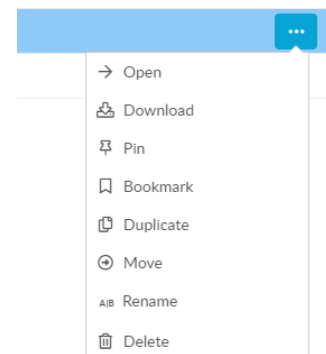 Open
Download
Pin
Bookmark
Duplicate
Move
A|B Rename
Delete